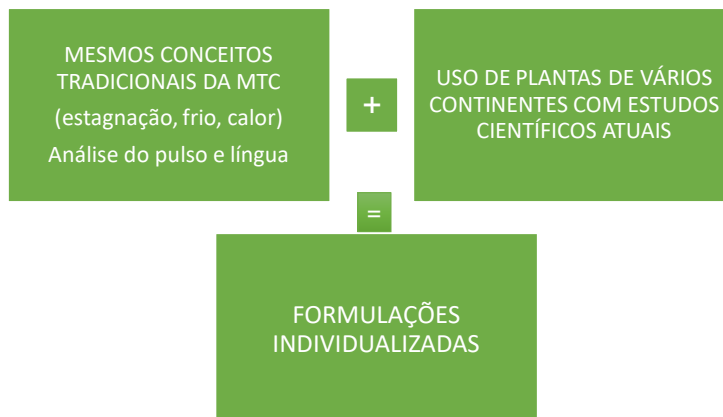 MESMOS CONCEITOS
TRADICIONAIS DA MTC
(estagnação, frio, calor)
Análise do pulso e língua
+
USO DE PLANTAS DE VÁRIOS
CONTINENTES COM ESTUDOS
CIENTÍFICOS ATUAIS
=
FORMULAÇÕES
INDIVIDUALIZADAS